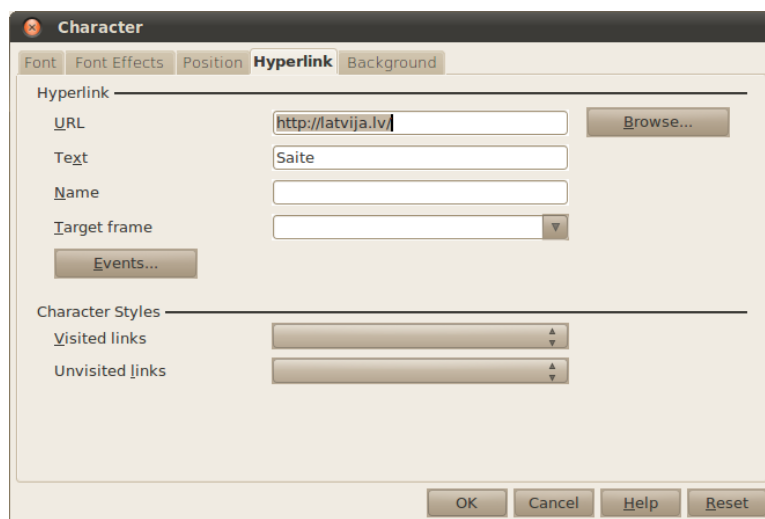 Character
Font Font Effects Position Hyperlink Background
Hyperlink
URL http://latvija.lv/ Browse...
Text Saite
Name
Target frame
Events...
Character Styles
Visited links
Unvisited links
OK Cancel Help Reset